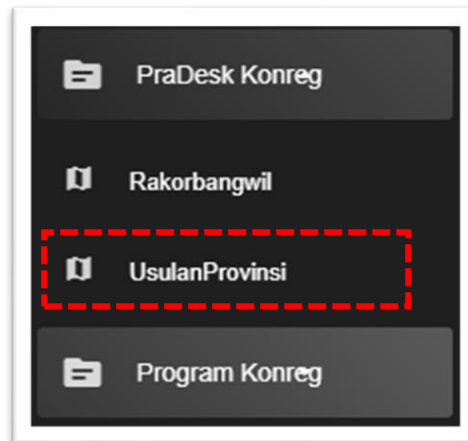 PraDesk Konreg
Rakorbangwil
UsulanProvinsi
Program Konreg